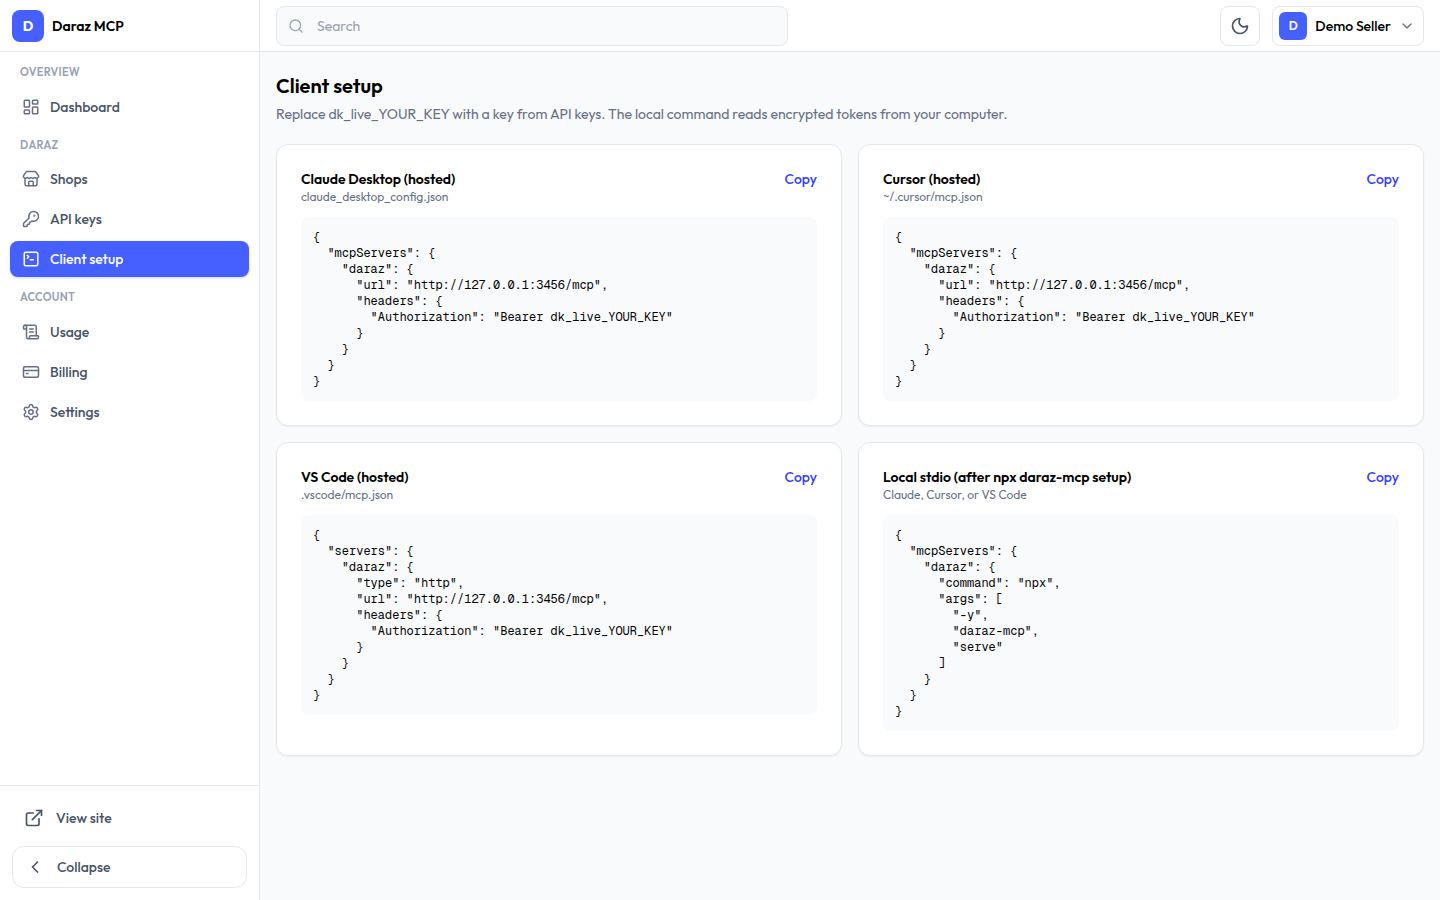 D Daraz MCP
Search
D Demo Seller
OVERVIEW
Dashboard
DARAZ
Shops
API keys
Client setup
ACCOUNT
Usage
Billing
Settings
View site
Collapse
Client setup
Replace dk_live_YOUR_KEY with a key from API keys. The local command reads encrypted tokens from your computer.
Claude Desktop (hosted)
Copy
claude_desktop_config.json
{
  "mcpServers": {
    "daraz": {
      "url": "http://127.0.0.1:3456/mcp",
      "headers": {
        "Authorization": "Bearer dk_live_YOUR_KEY"
      }
    }
  }
}
Cursor (hosted)
Copy
~/.cursor/mcp.json
{
  "mcpServers": {
    "daraz": {
      "url": "http://127.0.0.1:3456/mcp",
      "headers": {
        "Authorization": "Bearer dk_live_YOUR_KEY"
      }
    }
  }
}
VS Code (hosted)
Copy
.vscode/mcp.json
{
  "servers": {
    "daraz": {
      "type": "http",
      "url": "http://127.0.0.1:3456/mcp",
      "headers": {
        "Authorization": "Bearer dk_live_YOUR_KEY"
      }
    }
  }
}
Local stdio (after npx daraz-mcp setup)
Copy
Claude, Cursor, or VS Code
{
  "mcpServers": {
    "daraz": {
      "command": "npx",
      "args": [
        "-y",
        "daraz-mcp",
        "serve"
      ]
    }
  }
}